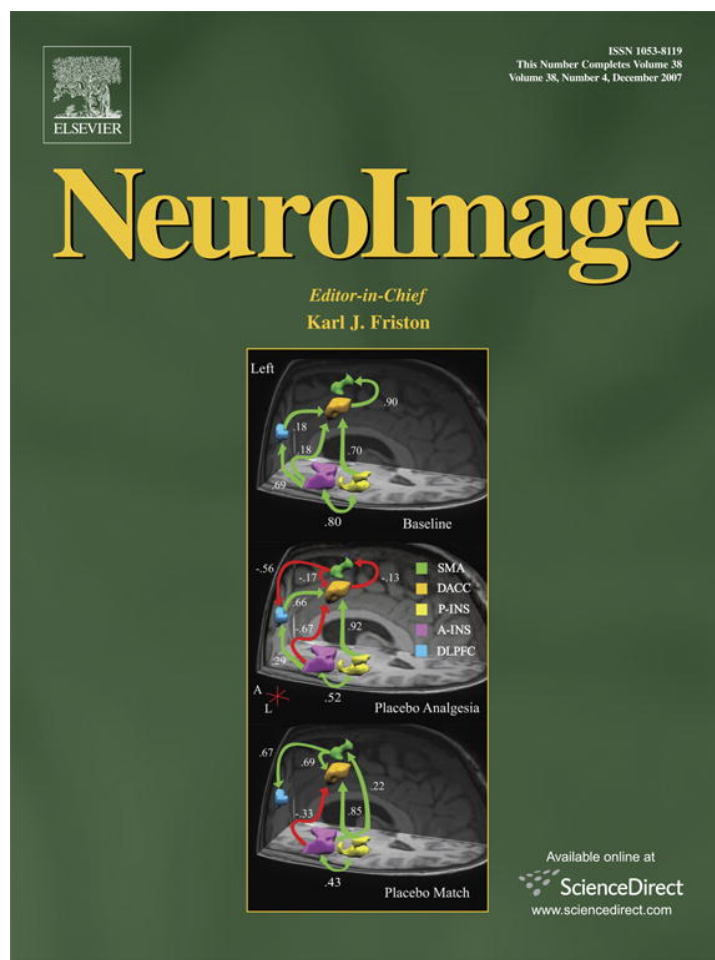 ISSN 1053-8119
This Number Completes Volume 38
Volume 38, Number 4, December 2007
ELSEVIER
NeuroImage
Editor-in-Chief
Karl J. Friston
Left
.90
.18
.18
.70
.69
.80
Baseline
-.56
-.17
-.13
SMA
DACC
P-INS
A-INS
DLPFC
.66
-.67
.92
.29
A
L
.52
Placebo Analgesia
.67
.69
.22
-.33
.85
.43
Placebo Match
Available online at
ScienceDirect
www.sciencedirect.com